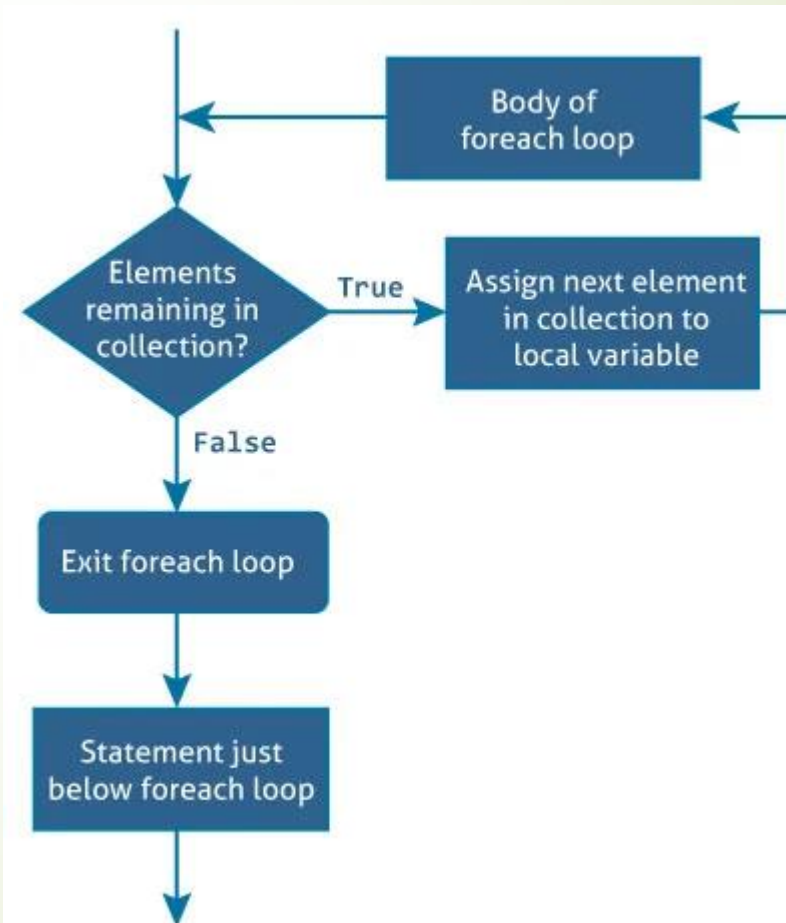 Body of
foreach loop
Elements
remaining in
collection?
True
Assign next element
in collection to
local variable
False
Exit foreach loop
Statement just
below foreach loop